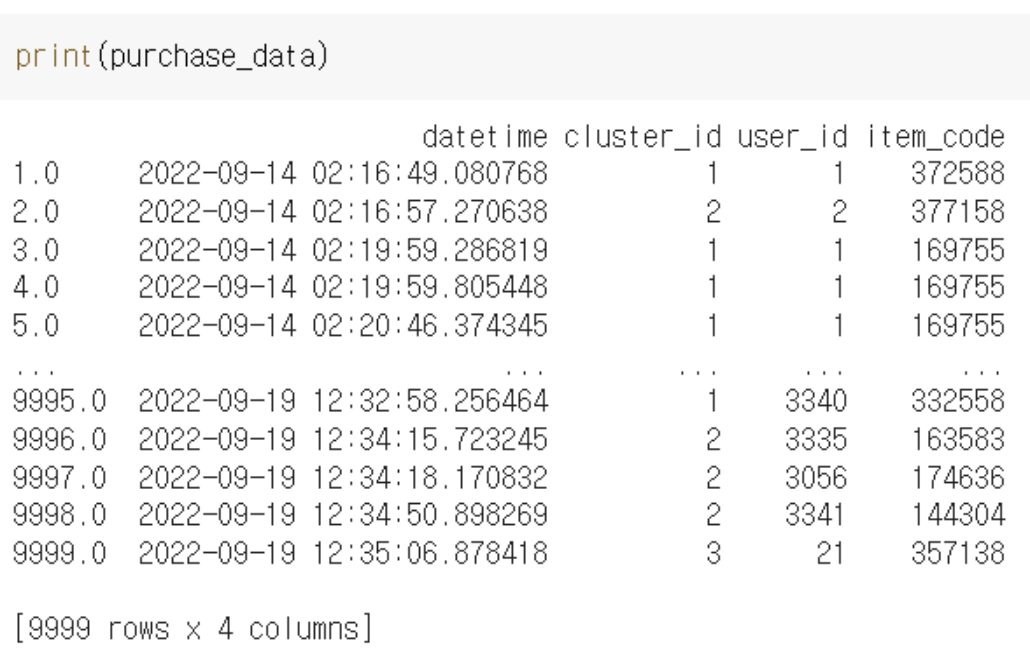 print(purchase_data)
datetime cluster_id user_id item_code
1.0 2022-09-14 02:16:49.080768 1 1 372588
2.0 2022-09-14 02:16:57.270638 2 2 377158
3.0 2022-09-14 02:19:59.286819 1 1 169755
4.0 2022-09-14 02:19:59.805448 1 1 169755
5.0 2022-09-14 02:20:46.374345 1 1 169755
... ... ... ... ...
9995.0 2022-09-19 12:32:58.256464 1 3340 332558
9996.0 2022-09-19 12:34:15.723245 2 3335 163583
9997.0 2022-09-19 12:34:18.170832 2 3056 174636
9998.0 2022-09-19 12:34:50.898269 2 3341 144304
9999.0 2022-09-19 12:35:06.878418 3 21 357138
[9999 rows x 4 columns]